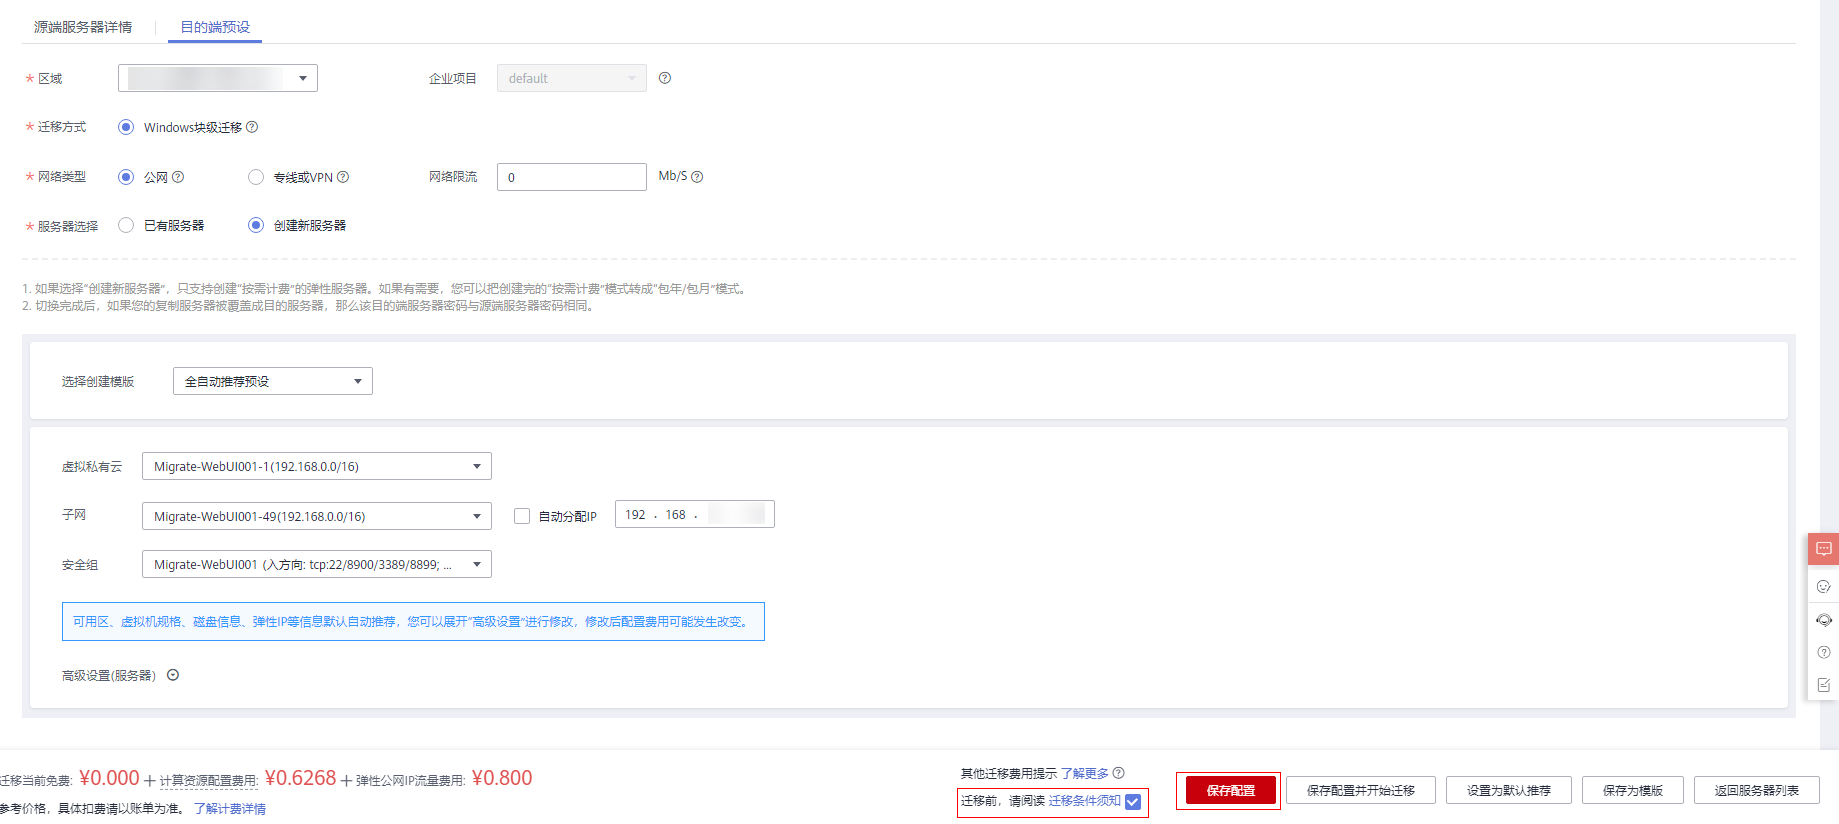 源端服务器详情 目的端预设
* 区域 企业项目 default
* 迁移方式 Windows块级迁移
* 网络类型 公网 专线或VPN 网络限流 0 Mb/S
* 服务器选择 已有服务器 创建新服务器
1. 如果选择“创建新服务器”，只支持创建“按需计费”的弹性服务器。如果有需要，您可以把创建完的“按需计费”模式转成“包年/包月”模式。
2. 切换完成后，如果您的复制服务器被覆盖成目的服务器，那么该目的端服务器密码与源端服务器密码相同。
选择创建模版 全自动推荐预设
虚拟私有云 Migrate-WebUI001-1(192.168.0.0/16)
子网 Migrate-WebUI001-49(192.168.0.0/16) 自动分配IP 192 . 168 .
安全组 Migrate-WebUI001 (入方向: tcp:22/8900/3389/8899; ...
可用区、虚拟机规格、磁盘信息、弹性IP等信息默认自动推荐，您可以展开“高级设置”进行修改，修改后配置费用可能发生改变。
高级设置(服务器)
迁移当前免费: ¥0.000 + 计算资源配置费用: ¥0.6268 + 弹性公网IP流量费用: ¥0.800
参考价格，具体扣费请以账单为准。 了解计费详情
其他迁移费用提示 了解更多
迁移前，请阅读 迁移条件须知
保存配置 保存配置并开始迁移 设置为默认推荐 保存为模版 返回服务器列表